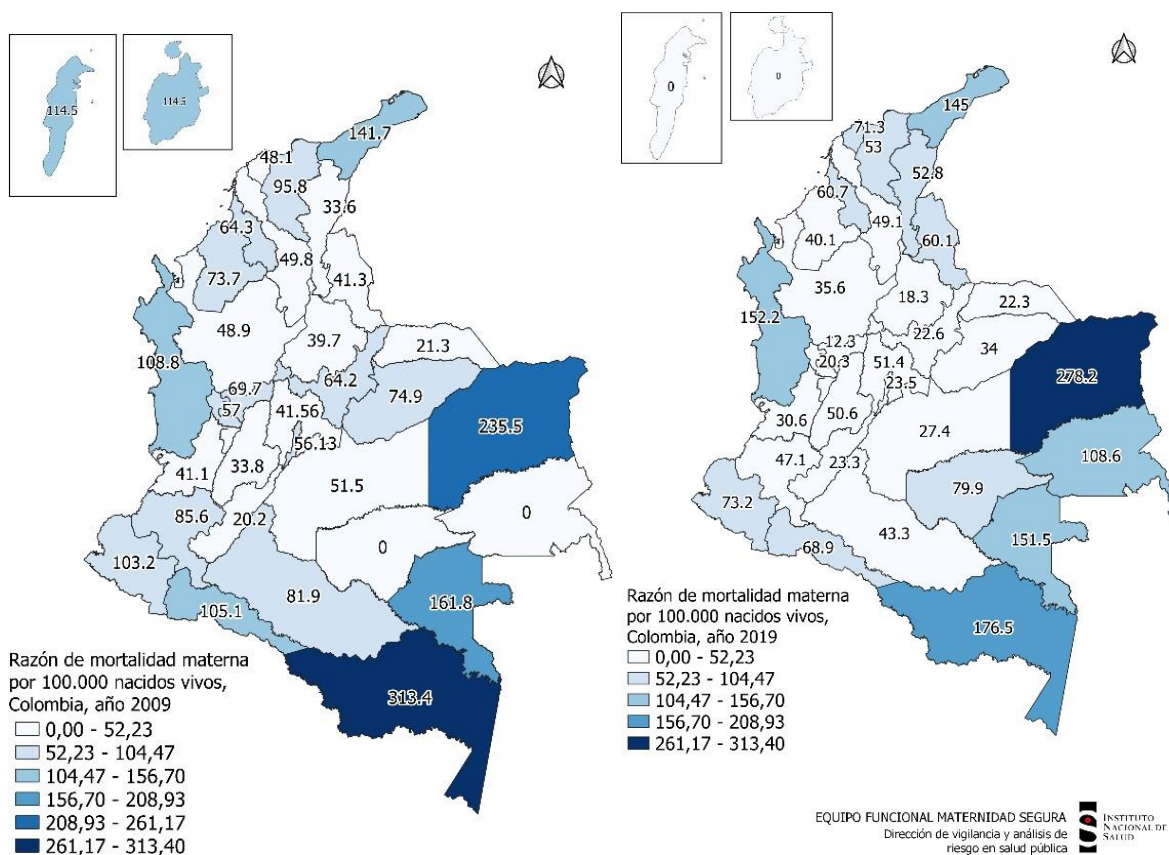 114.5
114.5
141.7
48.1
95.8
33.6
64.3
49.8
73.7
41.3
48.9
39.7
21.3
108.8
64.2
69.7
74.9
57
41.56
235.5
56.13
41.1
33.8
51.5
0
85.6
20.2
0
103.2
81.9
161.8
105.1
313.4
Razón de mortalidad materna
por 100.000 nacidos vivos,
Colombia, año 2009
0,00 - 52,23
52,23 - 104,47
104,47 - 156,70
156,70 - 208,93
208,93 - 261,17
261,17 - 313,40
0
0
145
71.3
53
52.8
60.7
49.1
40.1
60.1
35.6
18.3
22.3
152.2
12.3
22.6
34
20.3
51.4
23.5
278.2
30.6
50.6
27.4
47.1
23.3
108.6
79.9
73.2
43.3
151.5
68.9
176.5
Razón de mortalidad materna
por 100.000 nacidos vivos,
Colombia, año 2019
0,00 - 52,23
52,23 - 104,47
104,47 - 156,70
156,70 - 208,93
261,17 - 313,40
EQUIPO FUNCIONAL MATERNIDAD SEGURA
Dirección de vigilancia y análisis de
riesgo en salud pública
INSTITUTO
NACIONAL DE
SALUD